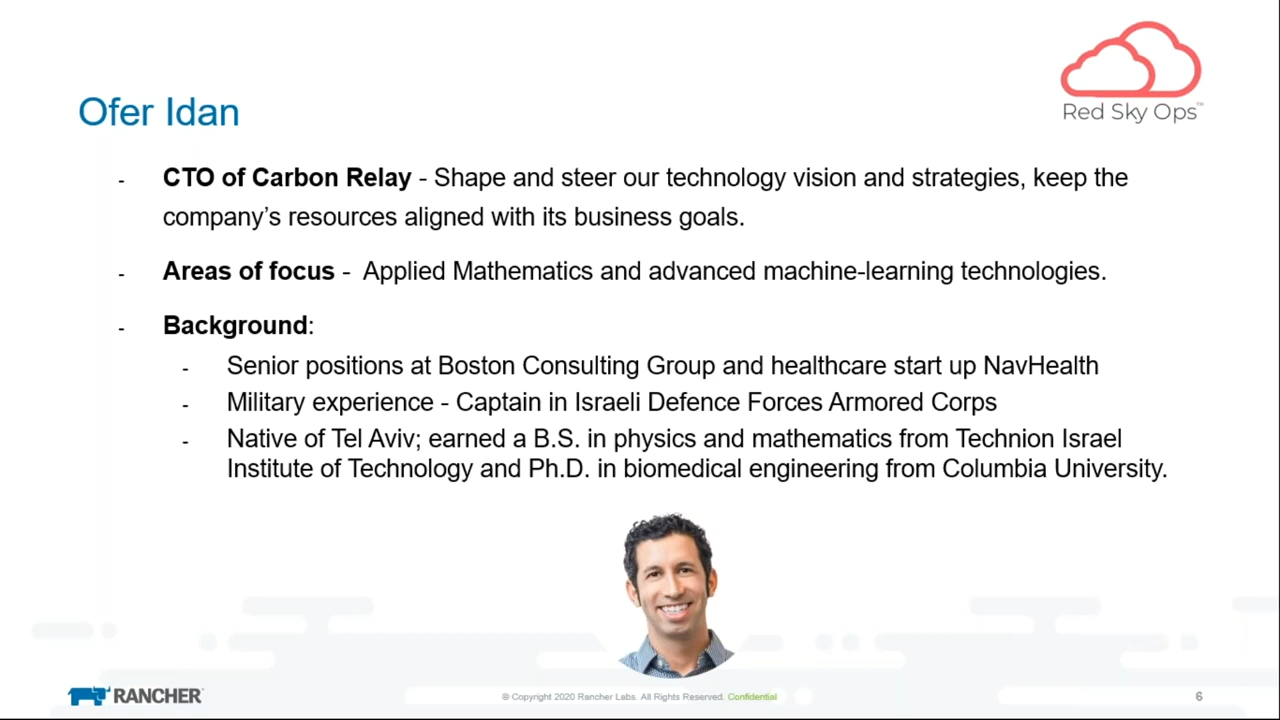 Red Sky Ops™
Ofer Idan
- CTO of Carbon Relay - Shape and steer our technology vision and strategies, keep the
company’s resources aligned with its business goals.
- Areas of focus - Applied Mathematics and advanced machine-learning technologies.
- Background:
- Senior positions at Boston Consulting Group and healthcare start up NavHealth
- Military experience - Captain in Israeli Defence Forces Armored Corps
- Native of Tel Aviv; earned a B.S. in physics and mathematics from Technion Israel
Institute of Technology and Ph.D. in biomedical engineering from Columbia University.
RANCHER
© Copyright 2020 Rancher Labs. All Rights Reserved. Confidential
6